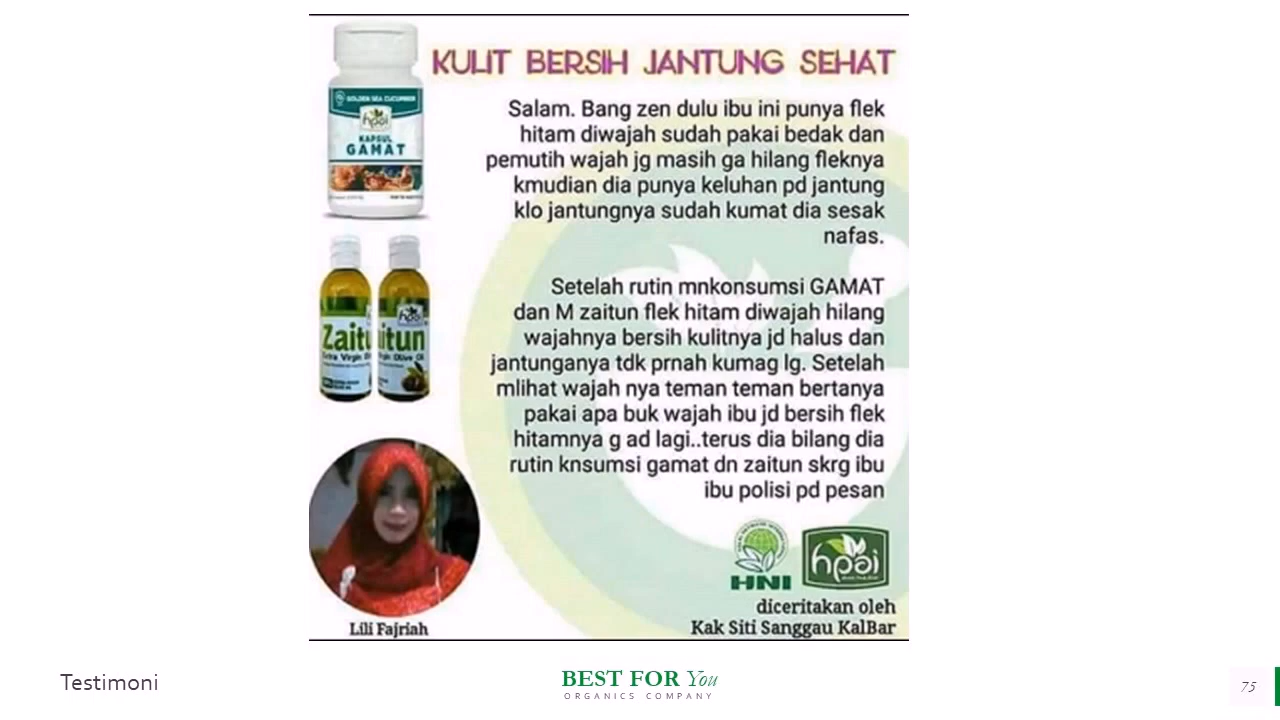 KULIT BERSIH JANTUNG SEHAT
Salam. Bang zen dulu ibu ini punya flek
hitam diwajah sudah pakai bedak dan
pemutih wajah jg masih ga hilang fleknya
kmudian dia punya keluhan pd jantung
klo jantungnya sudah kumat dia sesak
nafas.
Setelah rutin mnkonsumsi GAMAT
dan M zaitun flek hitam diwajah hilang
wajahnya bersih kulitnya jd halus dan
jantunganya tdk prnah kumag lg. Setelah
mlihat wajah nya teman teman bertanya
pakai apa buk wajah ibu jd bersih flek
hitamnya g ad lagi..terus dia bilang dia
rutin knsumsi gamat dn zaitun skrg ibu
ibu polisi pd pesan
GOLDEN SEA CUCUMBER
hpai
KAPSUL
GAMAT
hpai
Zaitu
itun
Extra Virgin
rgin Olive Oil
Lili Fajriah
HNI
hpai
diceritakan oleh
Kak Siti Sanggau KalBar
Testimoni
BEST FOR You
ORGANICS COMPANY
75